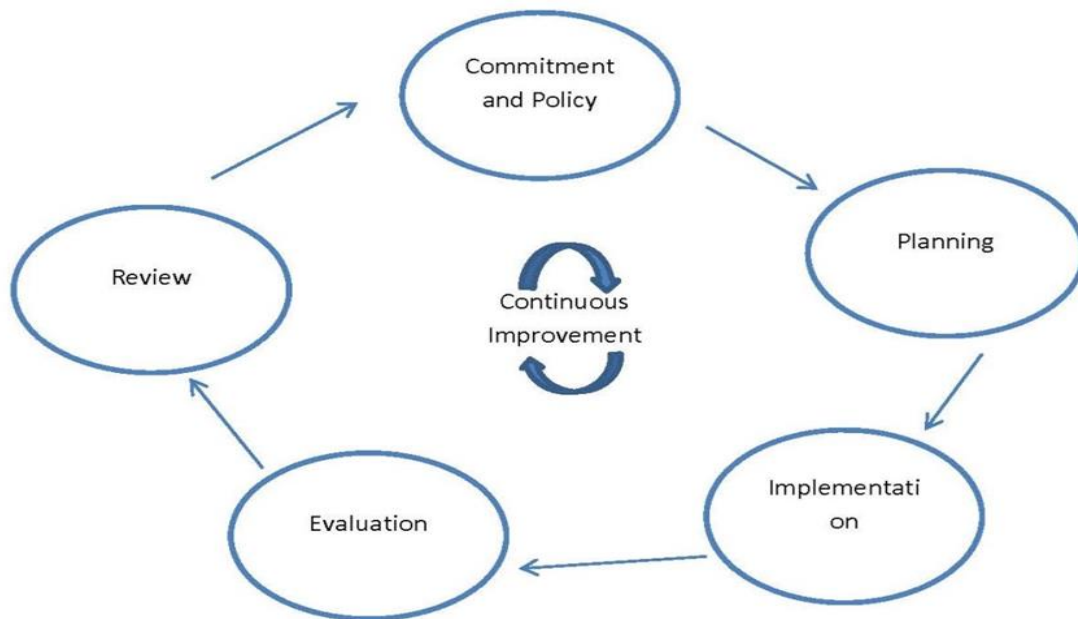 Commitment
and Policy
Planning
Implementati
on
Evaluation
Review
Continuous
Improvement